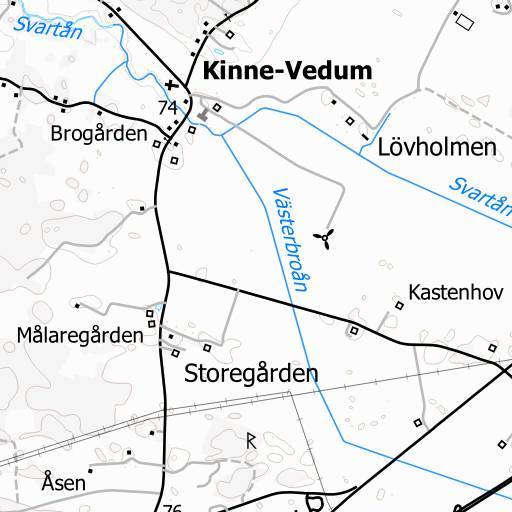 Svartån
Kinne-Vedum
74
Brogården
Lövholmen
Svartån
Västerbroån
Kastenhov
Målaregården
Storegården
R
Åsen
76